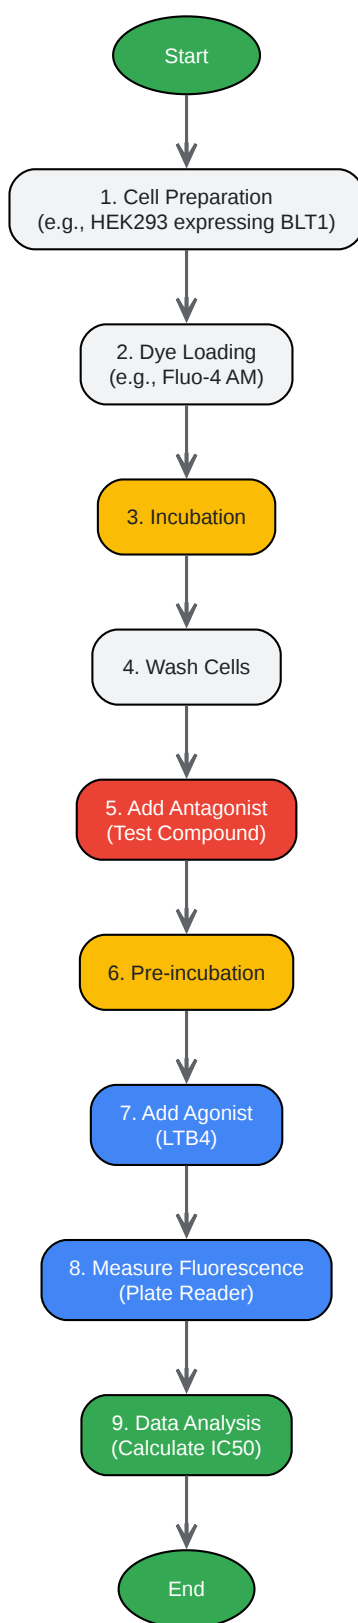 Start
1. Cell Preparation
(e.g., HEK293 expressing BLT1)
2. Dye Loading
(e.g., Fluo-4 AM)
3. Incubation
4. Wash Cells
5. Add Antagonist
(Test Compound)
6. Pre-incubation
7. Add Agonist
(LTB4)
8. Measure Fluorescence
(Plate Reader)
9. Data Analysis
(Calculate IC50)
End